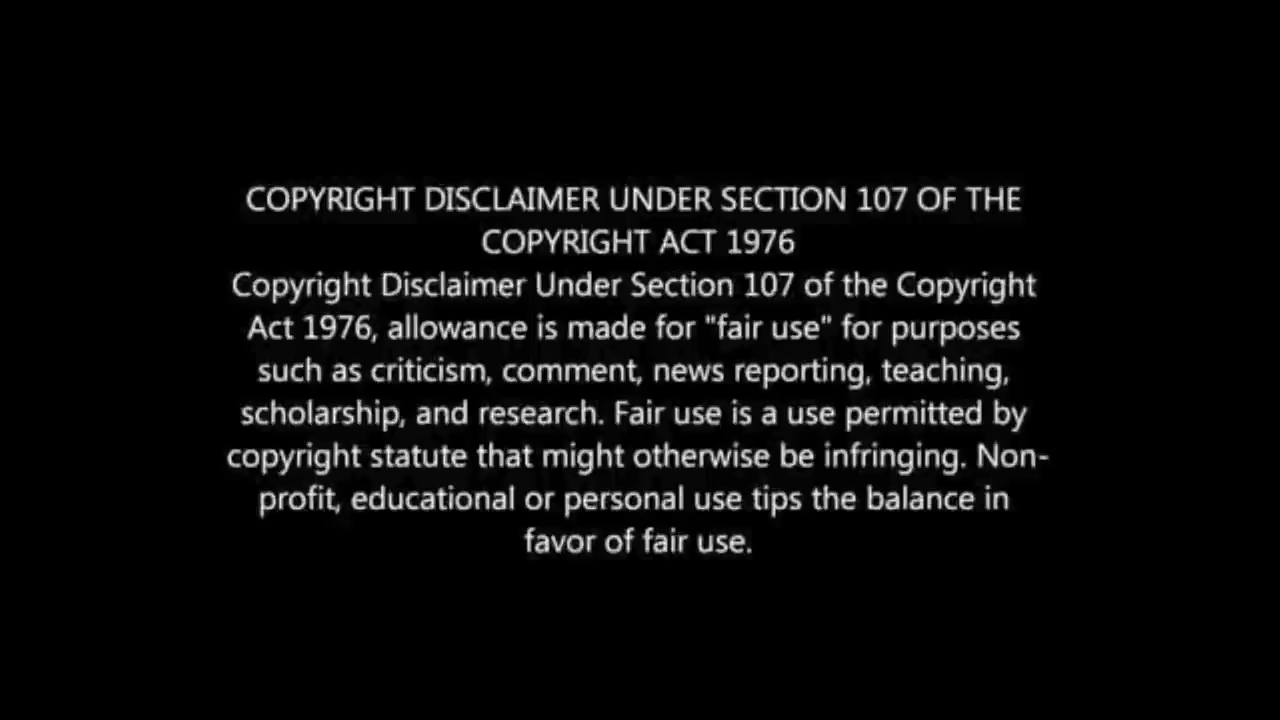 COPYRIGHT DISCLAIMER UNDER SECTION 107 OF THE
COPYRIGHT ACT 1976
Copyright Disclaimer Under Section 107 of the Copyright
Act 1976, allowance is made for "fair use" for purposes
such as criticism, comment, news reporting, teaching,
scholarship, and research. Fair use is a use permitted by
copyright statute that might otherwise be infringing. Non-
profit, educational or personal use tips the balance in
favor of fair use.